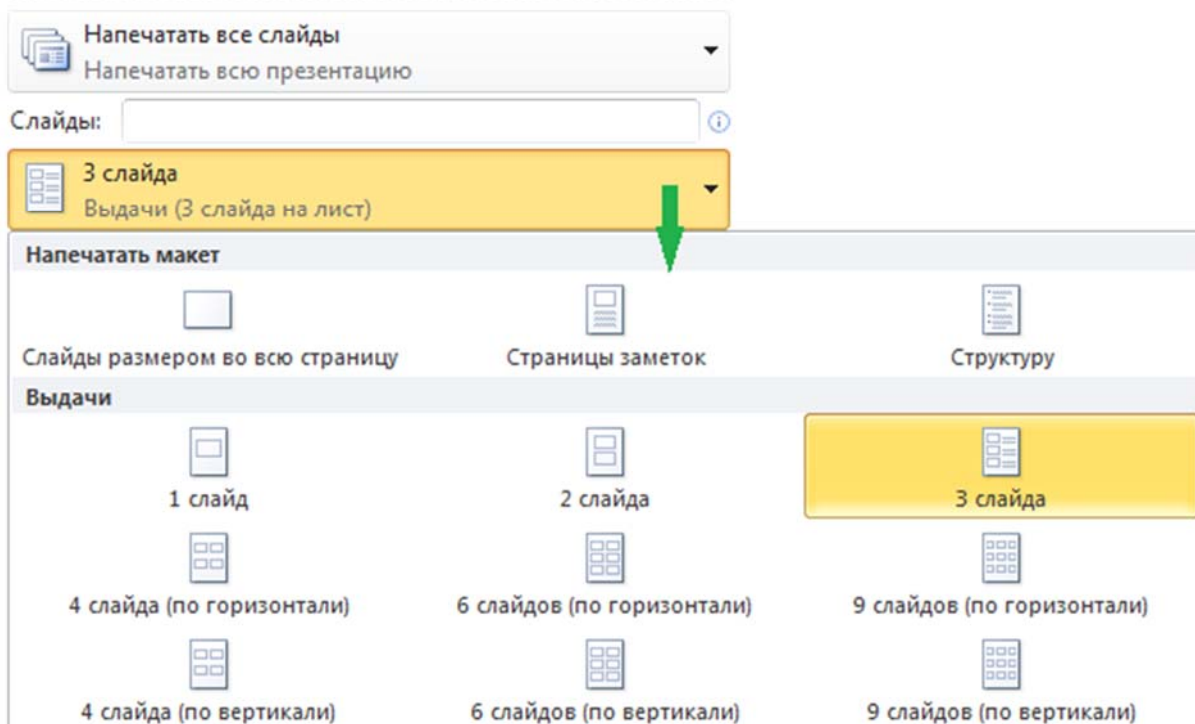 Напечатать все слайды
Напечатать всю презентацию
Слайды:
3 слайда
Выдачи (3 слайда на лист)
Напечатать макет
Слайды размером во всю страницу
Страницы заметок
Структуру
Выдачи
1 слайд
2 слайда
3 слайда
4 слайда (по горизонтали)
6 слайдов (по горизонтали)
9 слайдов (по горизонтали)
4 слайда (по вертикали)
6 слайдов (по вертикали)
9 слайдов (по вертикали)